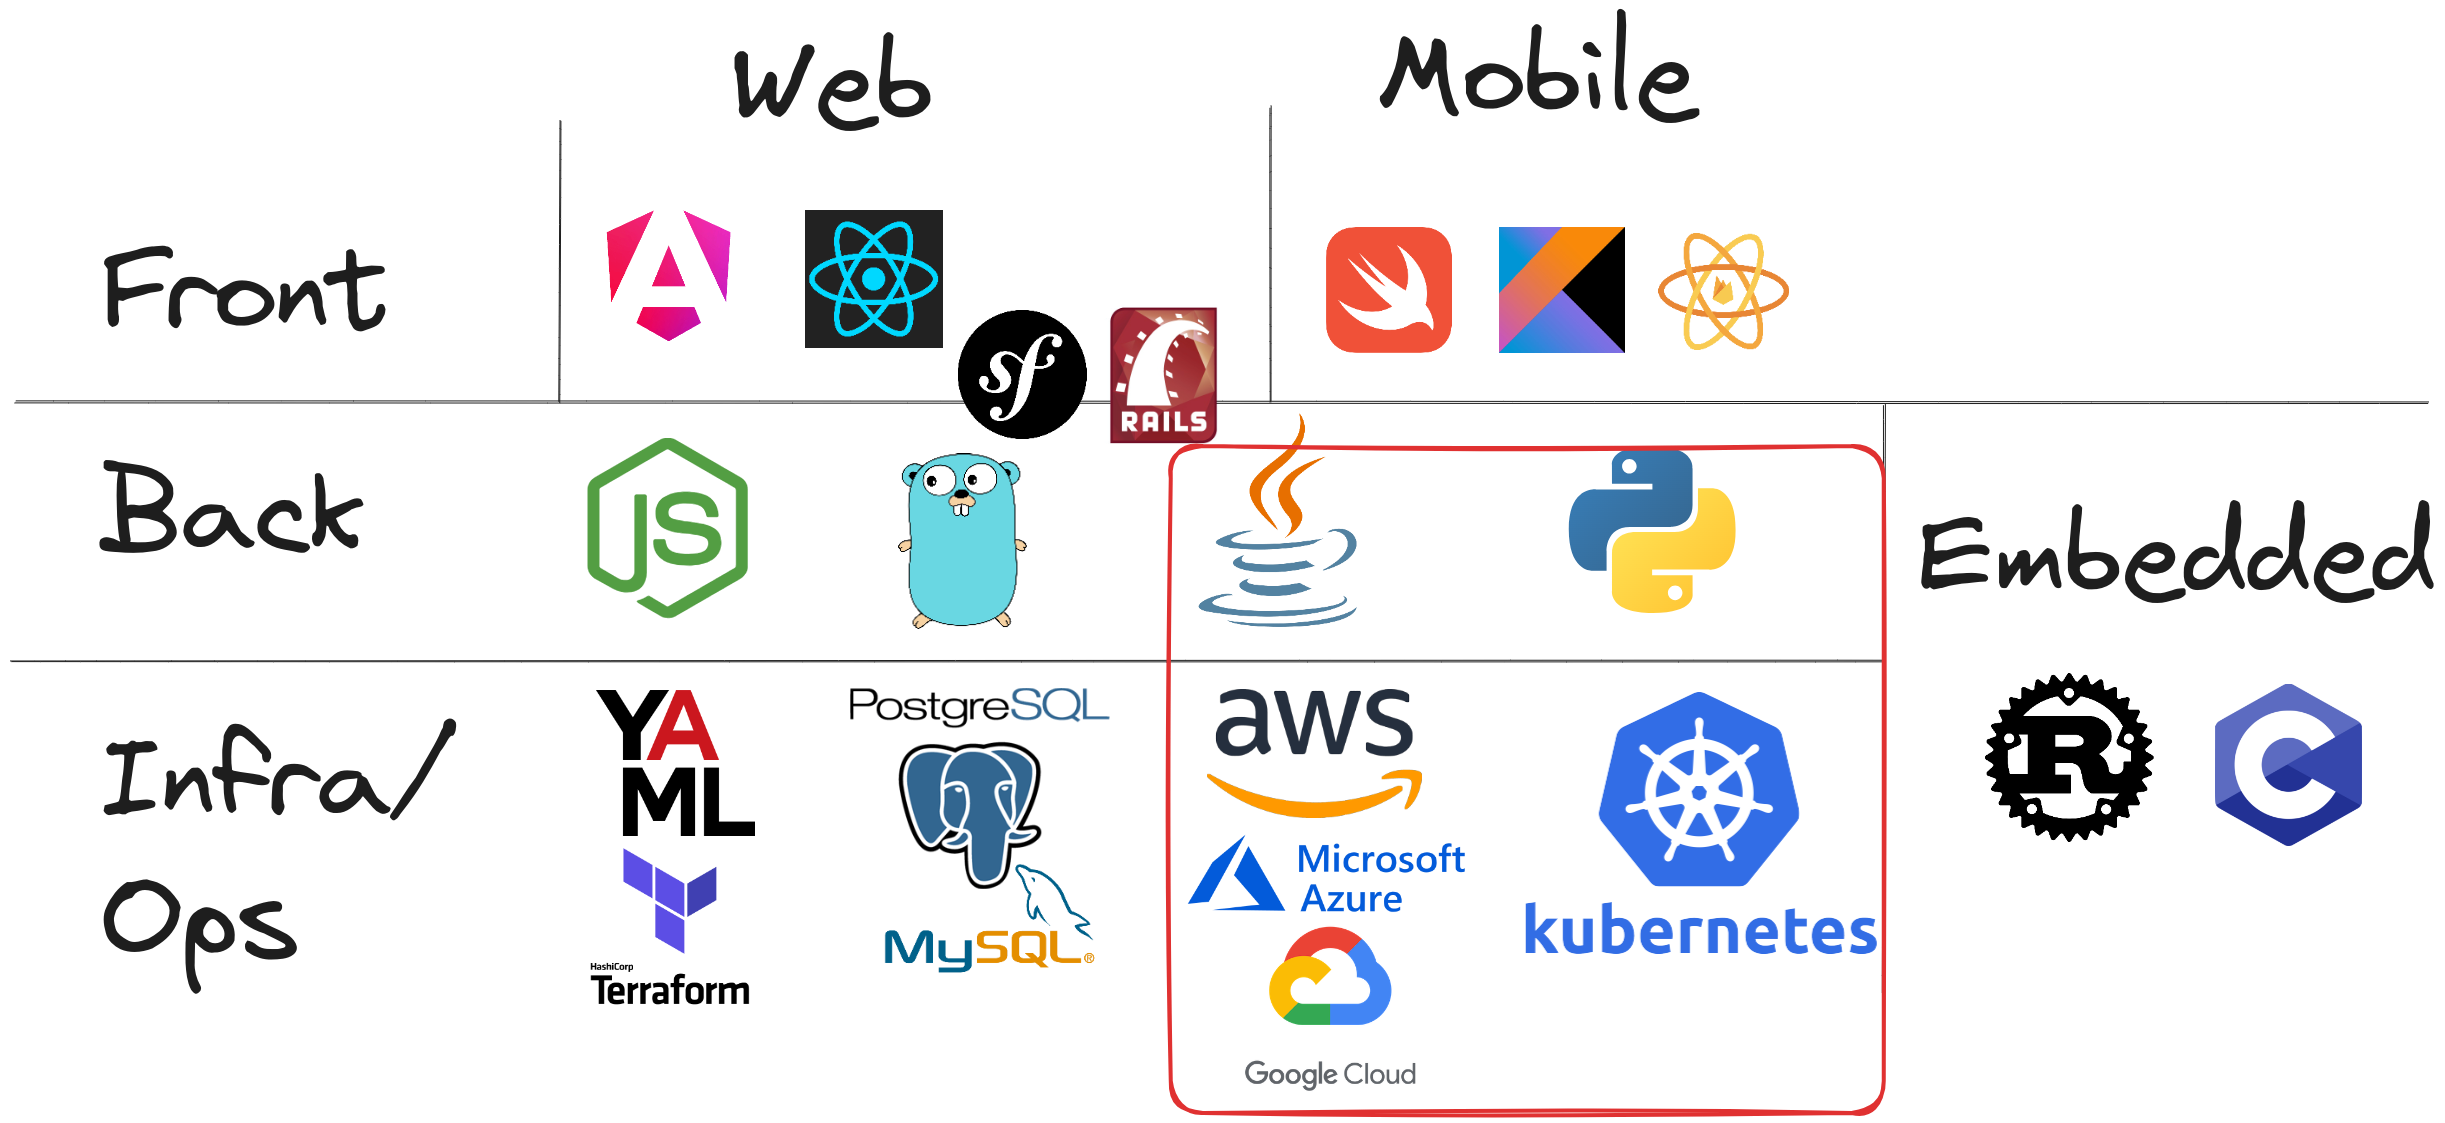 Web
Mobile
Front
sf
RAILS
Back
JS
Embedded
Infra/
Ops
YA
ML
HashiCorp
Terraform
PostgreSQL
MySQL®
aws
Microsoft
Azure
Google Cloud
kubernetes
R
C